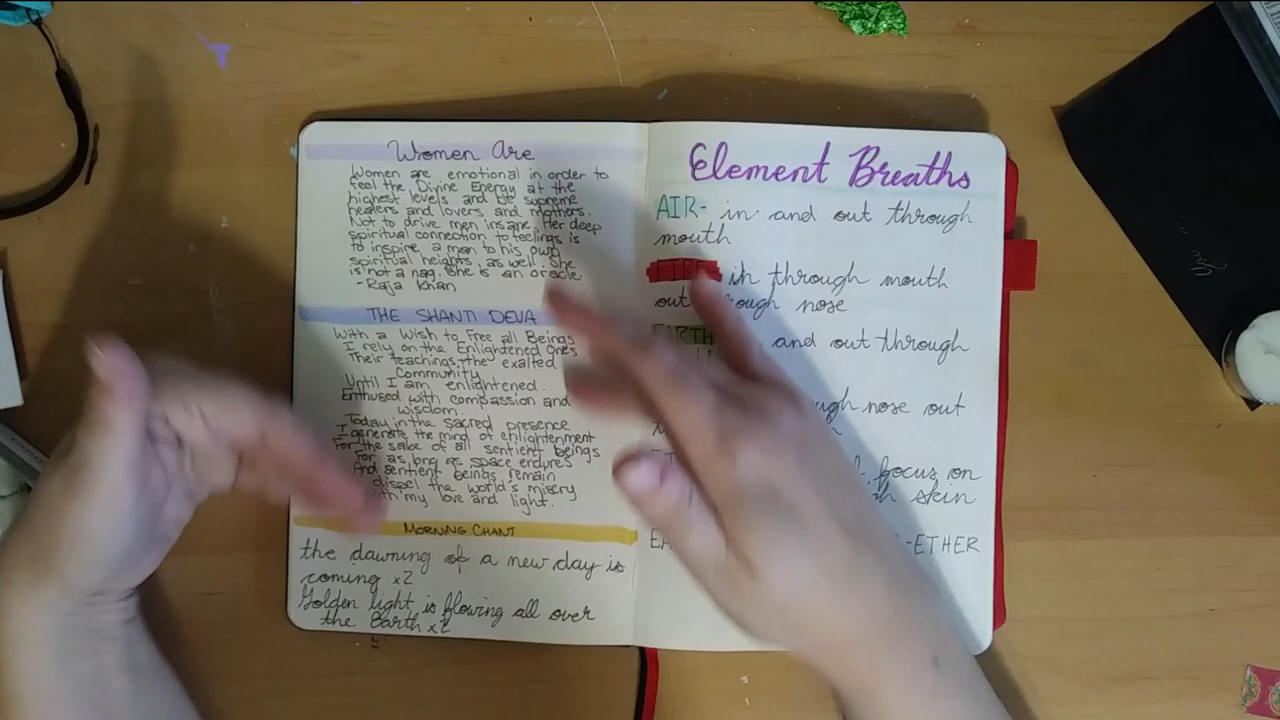 Women Are
Women are emotional in order to
feel the Divine Energy at the
highest levels and be supreme
healers and lovers and mothers.
Not to drive men insane. Her deep
spiritual connection to feelings is
to inspire a man to his own
spiritual heights, as well. She
is not a nag. She is an oracle
-Raja Khan
THE SHANTI DEVA
With a Wish to Free all Beings
I rely on the Enlightened Ones
Their teachings, the exalted
Community
Until I am enlightened.
Enthused with compassion and
wisdom.
Today in the sacred presence
I generate the mind of enlightenment
For the sake of all sentient beings
For as long as space endures
And sentient beings remain
dispel the world's misery
my love and light.
MORNING CHANT
the dawning of a new day is
coming x2
Golden light is flowing all over
the Earth x2
Element Breaths
AIR- in and out through
mouth
FIRE in through mouth
out nose
EARTH and out through
nose out
focus on
skin
-ETHER